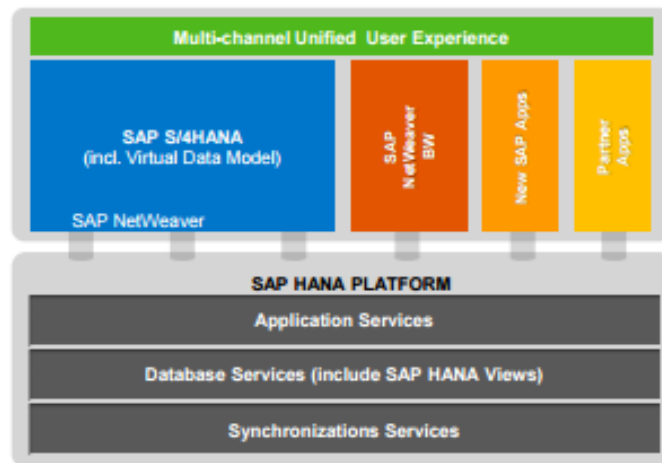 Multi-channel Unified User Experience
SAP S/4HANA
(incl. Virtual Data Model)
SAP NetWeaver
SAP
NetWeaver
BW
New SAP Apps
Partner
Apps
SAP HANA PLATFORM
Application Services
Database Services (include SAP HANA Views)
Synchronizations Services